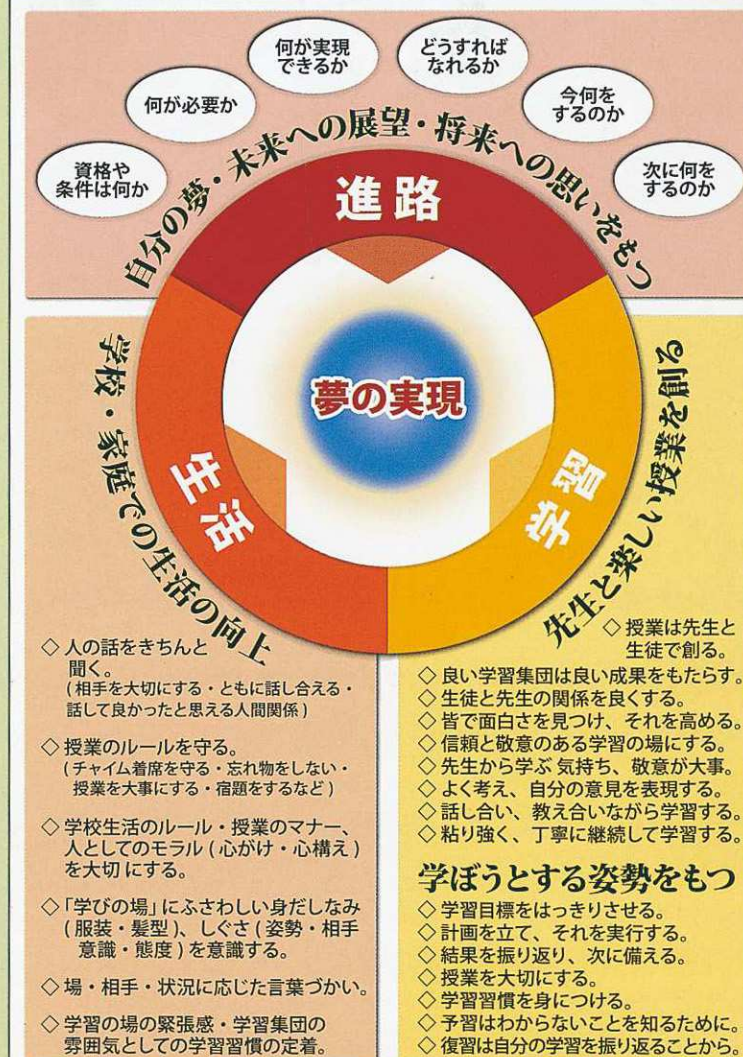 何が実現
できるか
どうすれば
なれるか
何が必要か
今何を
するのか
資格や
条件は何か
次に何を
するのか
自分の夢・未来への展望・将来への思いをもつ
進路
夢の実現
生活
学習
学校・家庭での生活の向上
◇人の話をきちんと
聞く。
(相手を大切にする・ともに話し合える・
話して良かったと思える人間関係)
◇授業のルールを守る。
(チャイム着席を守る・忘れ物をしない・
授業を大事にする・宿題をするなど)
◇学校生活のルール・授業のマナー、
人としてのモラル(心がけ・心構え)
を大切にする。
◇「学びの場」にふさわしい身だしなみ
(服装・髪型)、しぐさ(姿勢・相手
意識・態度)を意識する。
◇場・相手・状況に応じた言葉づかい。
◇学習の場の緊張感・学習集団の
雰囲気としての学習習慣の定着。
先生と楽しい授業を創る
◇授業は先生と
生徒で創る。
◇良い学習集団は良い成果をもたらす。
◇生徒と先生の関係を良くする。
◇皆で面白さを見つけ、それを高める。
◇信頼と敬意のある学習の場にする。
◇先生から学ぶ気持ち、敬意が大事。
◇よく考え、自分の意見を表現する。
◇話し合い、教え合いながら学習する。
◇粘り強く、丁寧に継続して学習する。
学ぼうとする姿勢をもつ
◇学習目標をはっきりさせる。
◇計画を立て、それを実行する。
◇結果を振り返り、次に備える。
◇授業を大切にする。
◇学習習慣を身につける。
◇予習はわからないことを知るために。
◇復習は自分の学習を振り返ることから。